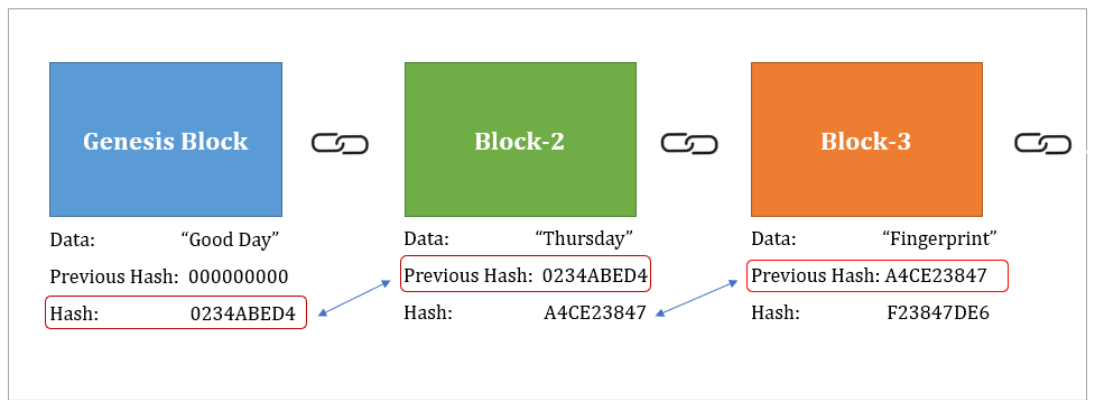 Genesis Block
Data: “Good Day”
Previous Hash: 000000000
Hash: 0234ABED4
Block-2
Data: “Thursday”
Previous Hash: 0234ABED4
Hash: A4CE23847
Block-3
Data: “Fingerprint”
Previous Hash: A4CE23847
Hash: F23847DE6